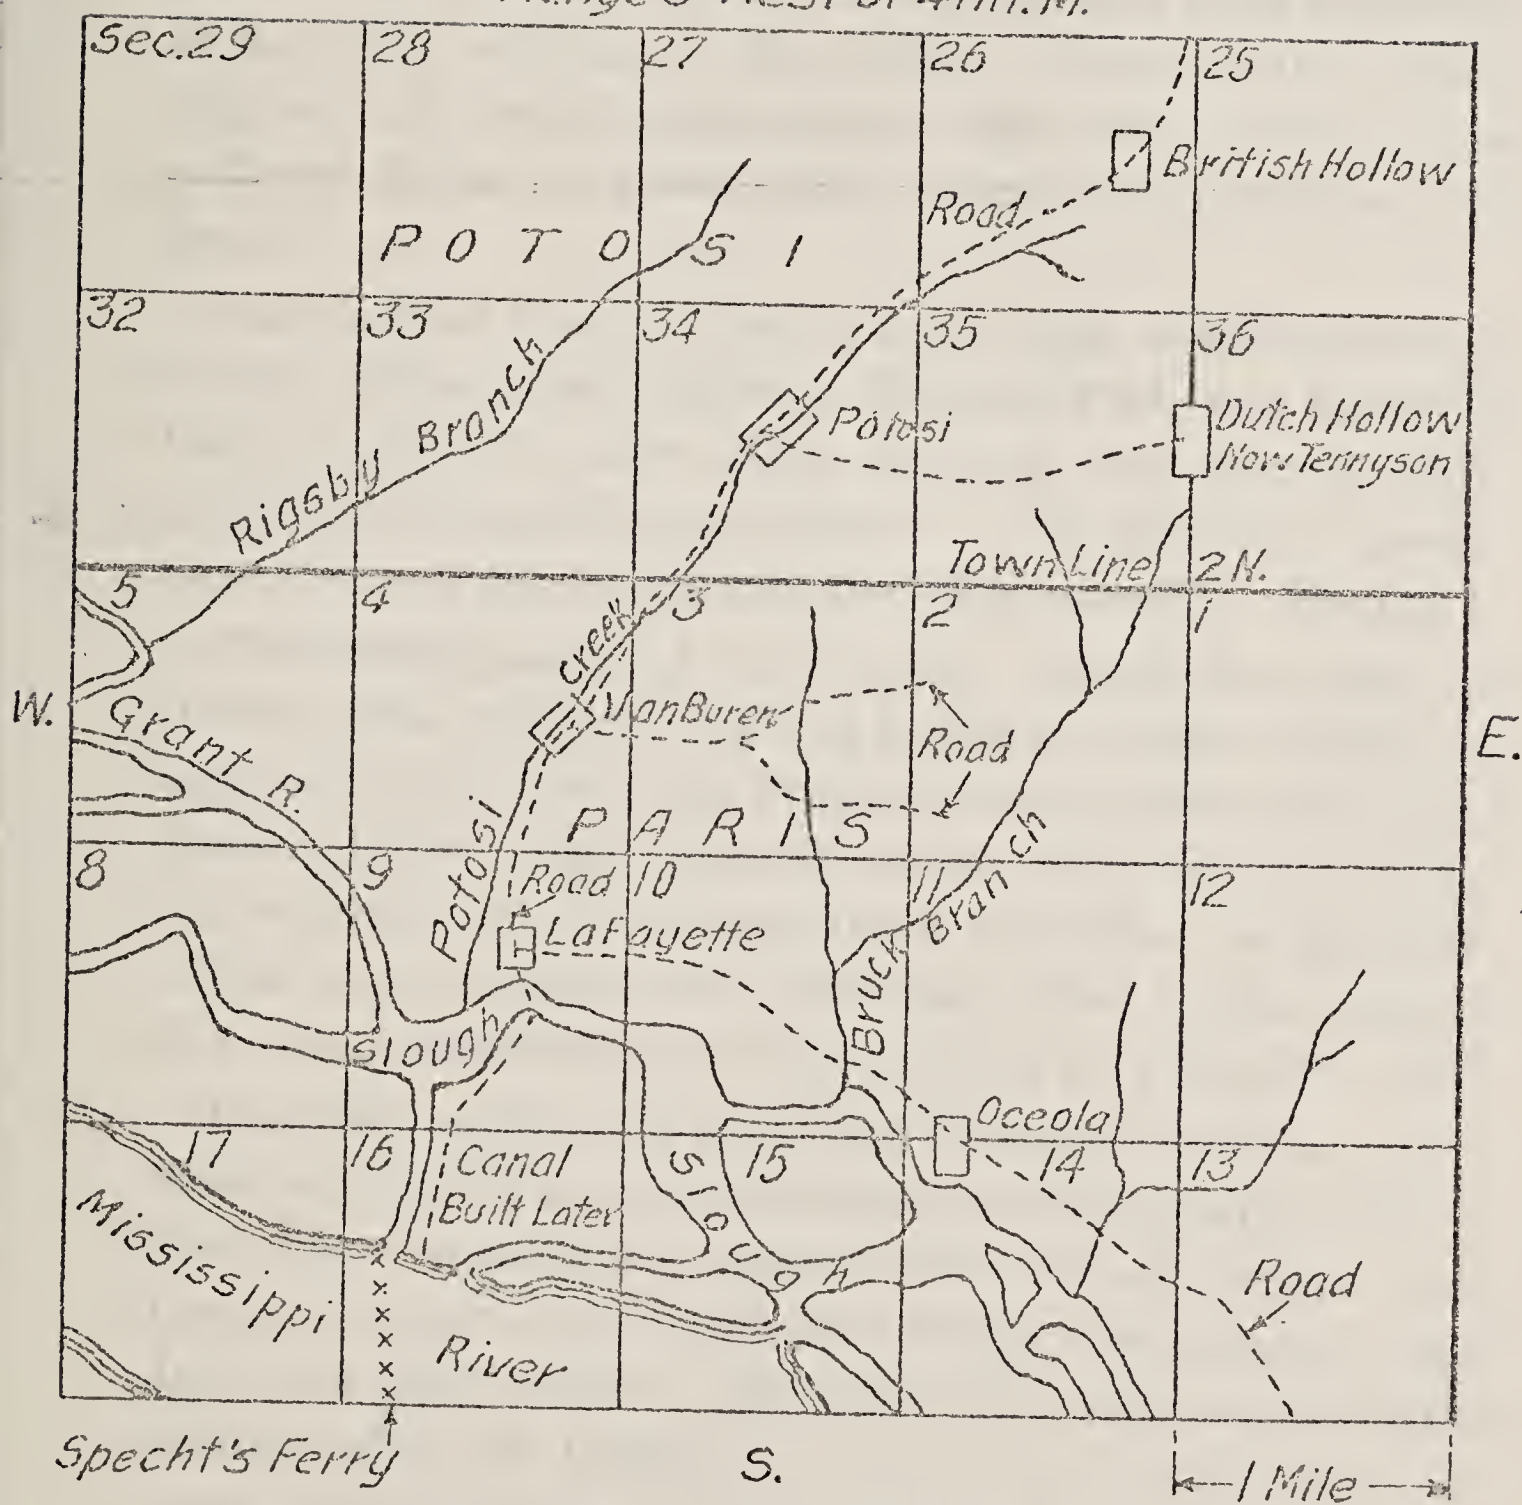 West of 4th P.M.
Sec.29 28 27 26 25
British Hollow
Road
POTOSI
32 33 34 35 36
Rigsby Branch
Potosi
Dutch Hollow
Now Tennyson
Town Line 2 N.
5 4 3 2 1
Potosi Creek
W.
Grant R.
VanBuren
Road
E.
PARIS
8 9 10 11 12
Road
LaFayette
Bruck Branch
Slough
Oceola
17 16 15 14 13
Canal
Built Later
Slough
Mississippi River
Road
Specht's Ferry
S.
1 Mile